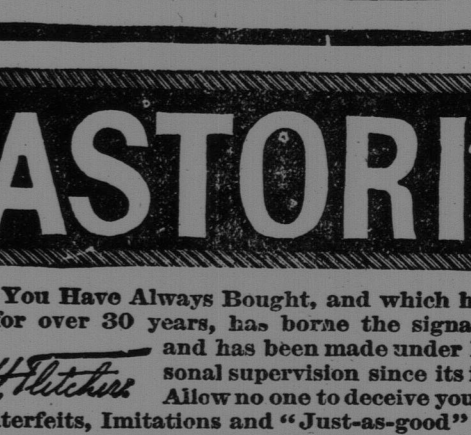 ASTORI
You Have Always Bought, and which h
for over 30 years, has borne the signa
and has been made under
H Fletcher.
sonal supervision since its i
Allow no one to deceive you
terfeits, Imitations and "Just-as-good"